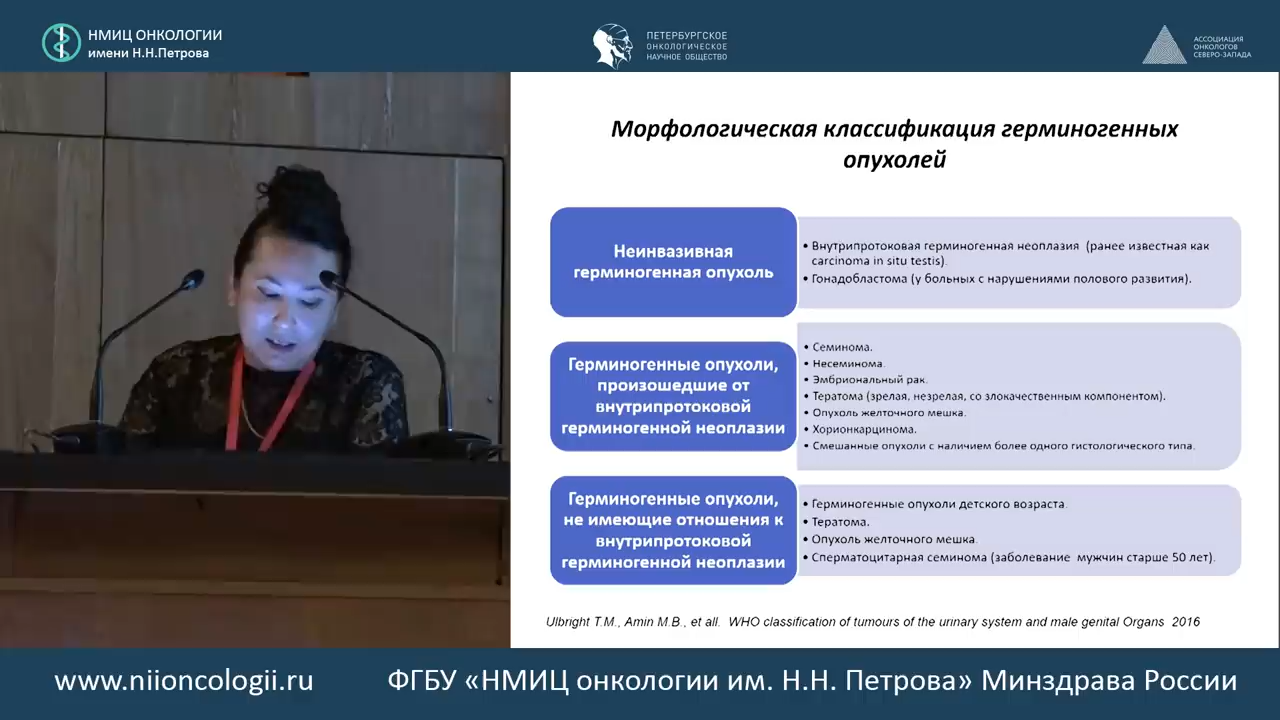 НМИЦ ОНКОЛОГИИ
имени Н.Н.Петрова
ПЕТЕРБУРГСКОЕ
ОНКОЛОГИЧЕСКОЕ
НАУЧНОЕ ОБЩЕСТВО
АССОЦИАЦИЯ
ОНКОЛОГОВ
СЕВЕРО-ЗАПАДА
Морфологическая классификация герминогенных
опухолей
Неинвазивная
герминогенная опухоль
• Внутрипротоковая герминогенная неоплазия (ранее известная как
carcinoma in situ testis).
• Гонадобластома (у больных с нарушениями полового развития).
Герминогенные опухоли,
произошедшие от
внутрипротоковой
герминогенной неоплазии
• Семинома.
• Несеминома.
• Эмбриональный рак.
• Тератома (зрелая, незрелая, со злокачественным компонентом).
• Опухоль желточного мешка.
• Хорионкарцинома.
• Смешанные опухоли с наличием более одного гистологического типа.
Герминогенные опухоли,
не имеющие отношения к
внутрипротоковой
герминогенной неоплазии
• Герминогенные опухоли детского возраста.
• Тератома.
• Опухоль желточного мешка.
• Сперматоцитарная семинома (заболевание мужчин старше 50 лет).
Ulbright T.M., Amin M.B., et all. WHO classification of tumours of the urinary system and male genital Organs 2016
www.niioncologii.ru
ФГБУ «НМИЦ онкологии им. Н.Н. Петрова» Минздрава России